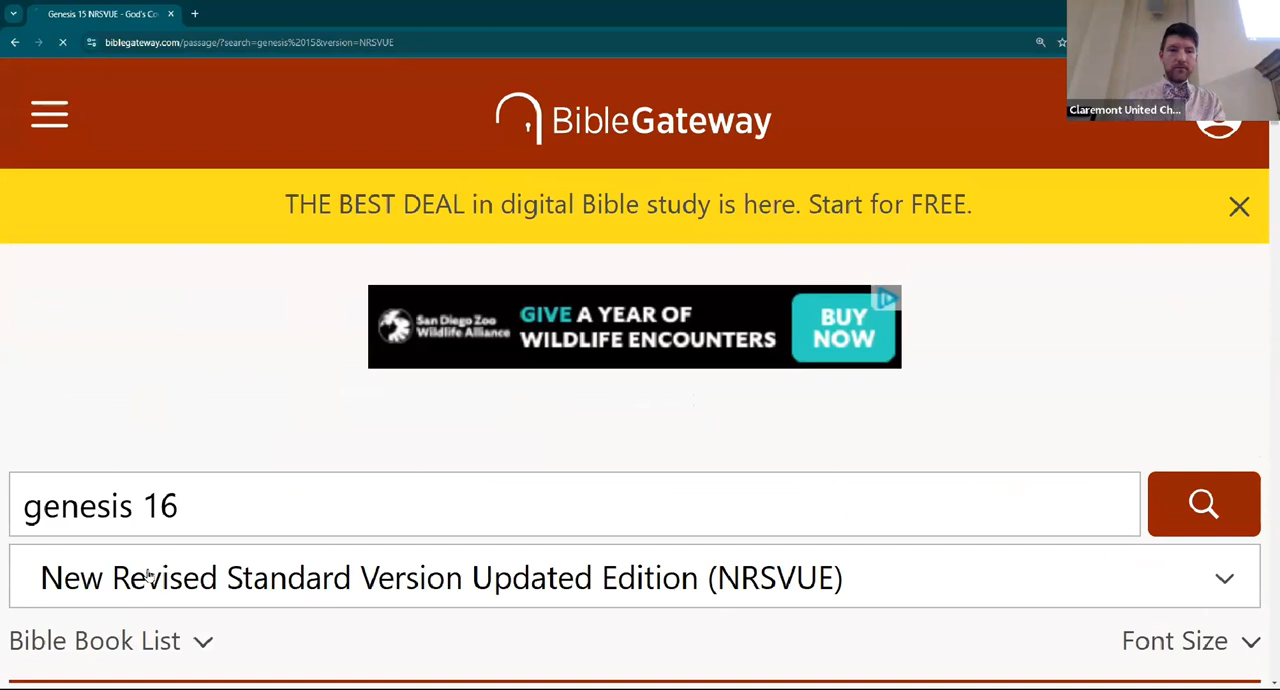 Genesis 15 NRSVUE - God's Co
biblegateway.com/passage/?search=genesis%2015&version=NRSVUE
Claremont United Ch...
BibleGateway
THE BEST DEAL in digital Bible study is here. Start for FREE.
San Diego Zoo
Wildlife Alliance
GIVE A YEAR OF
WILDLIFE ENCOUNTERS
BUY
NOW
genesis 16
New Revised Standard Version Updated Edition (NRSVUE)
Bible Book List
Font Size